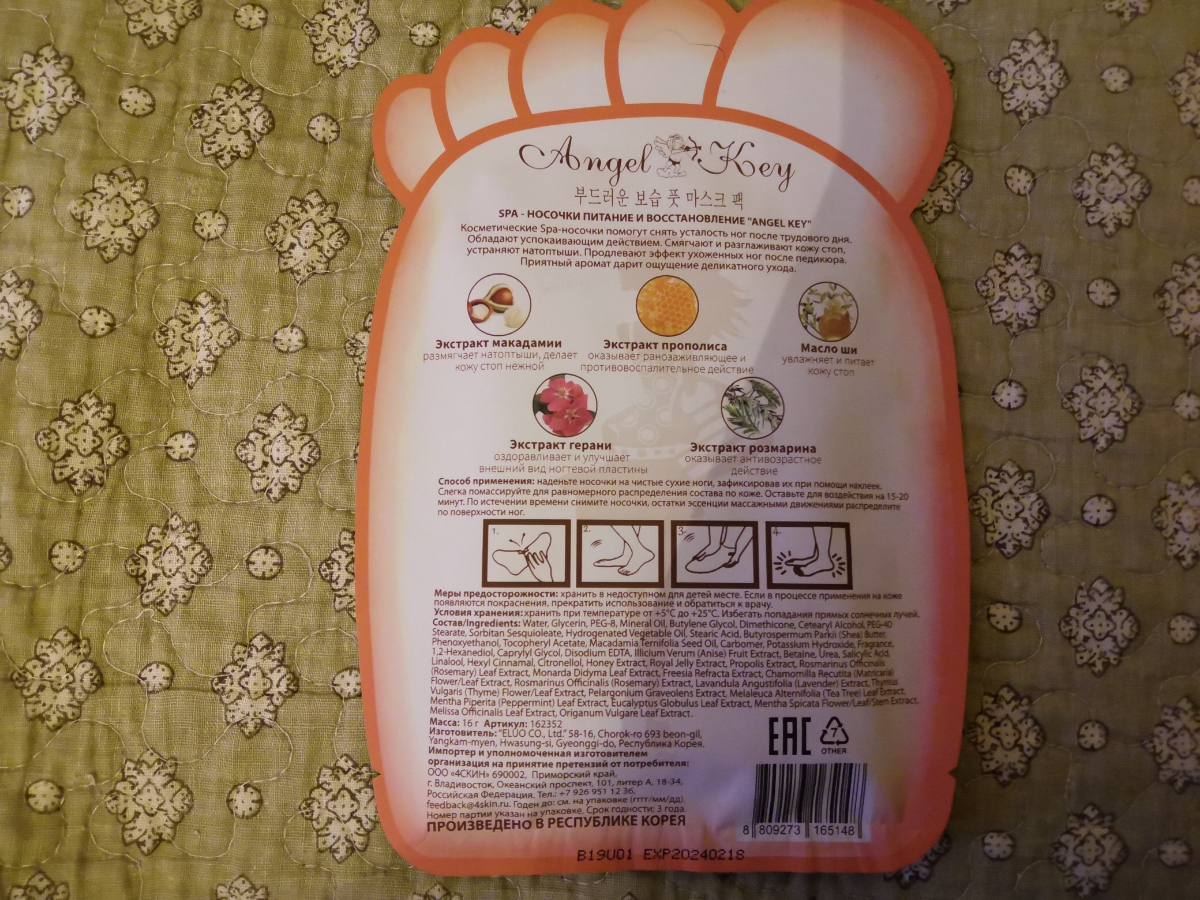 Angel Key
부드러운 보습 풋 마스크 팩
SPA - НОСОЧКИ ПИТАНИЕ И ВОССТАНОВЛЕНИЕ "ANGEL KEY"
Косметические Spa-носочки помогут снять усталость ног после трудового дня.
Обладают успокаивающим действием. Смягчают и разглаживают кожу стоп,
устраняют натоптыши. Продлевают эффект ухоженных ног после педикюра.
Приятный аромат дарит ощущение деликатного ухода.
Экстракт макадамии
размягчает натоптыши, делает
кожу стоп нежной
Экстракт прополиса
оказывает ранозаживляющее и
противовоспалительное действие
Масло ши
увлажняет и питает
кожу стоп
Экстракт герани
оздоравливает и улучшает
внешний вид ногтевой пластины
Экстракт розмарина
оказывает антивозрастное
действие
Способ применения: наденьте носочки на чистые сухие ноги, зафиксировав их при помощи наклеек.
Слегка помассируйте для равномерного распределения состава по коже. Оставьте для воздействия на 15-20
минут. По истечении времени снимите носочки, остатки эссенции массажными движениями распределите
по поверхности ног.
1. 2. 3. 4.
Меры предосторожности: хранить в недоступном для детей месте. Если в процессе применения на коже
появляются покраснения, прекратить использование и обратиться к врачу.
Условия хранения: хранить при температуре от +5°С до +25°С. Избегать попадания прямых солнечных лучей.
Состав/Ingredients: Water, Glycerin, PEG-8, Mineral Oil, Butylene Glycol, Dimethicone, Cetearyl Alcohol, PEG-40
Stearate, Sorbitan Sesquioleate, Hydrogenated Vegetable Oil, Stearic Acid, Butyrospermum Parkii (Shea) Butter,
Phenoxyethanol, Tocopheryl Acetate, Macadamia Ternifolia Seed Oil, Carbomer, Potassium Hydroxide, Fragrance,
1,2-Hexanediol, Caprylyl Glycol, Disodium EDTA, Illicium Verum (Anise) Fruit Extract, Betaine, Urea, Salicylic Acid,
Linalool, Hexyl Cinnamal, Citronellol, Honey Extract, Royal Jelly Extract, Propolis Extract, Rosmarinus Officinalis
(Rosemary) Leaf Extract, Monarda Didyma Leaf Extract, Freesia Refracta Extract, Chamomilla Recutita (Matricaria)
Flower/Leaf Extract, Rosmarinus Officinalis (Rosemary) Extract, Lavandula Angustifolia (Lavender) Extract, Thymus
Vulgaris (Thyme) Flower/Leaf Extract, Pelargonium Graveolens Extract, Melaleuca Alternifolia (Tea Tree) Leaf Extract,
Mentha Piperita (Peppermint) Leaf Extract, Eucalyptus Globulus Leaf Extract, Mentha Spicata Flower/Leaf/Stem Extract,
Melissa Officinalis Leaf Extract, Origanum Vulgare Leaf Extract.
Масса: 16 г Артикул: 162352
Изготовитель: "ELUO CO., Ltd." 58-16, Chorok-ro 693 beon-gil,
Yangkam-myen, Hwasung-si, Gyeonggi-do, Республика Корея.
Импортер и уполномоченная изготовителем
организация на принятие претензий от потребителя:
ООО «4СКИН» 690002, Приморский край,
г. Владивосток, Океанский проспект, 101, литер А, 18-34,
Российская Федерация. Тел.: +7 926 951 12 36,
feedback@4skin.ru. Годен до: см. на упаковке (гггг/мм/дд).
Номер партии указан на упаковке. Срок годности: 3 года.
ПРОИЗВЕДЕНО В РЕСПУБЛИКЕ КОРЕЯ
EAC
7
OTHER
8 809273 165148
B19U01 EXP20240218